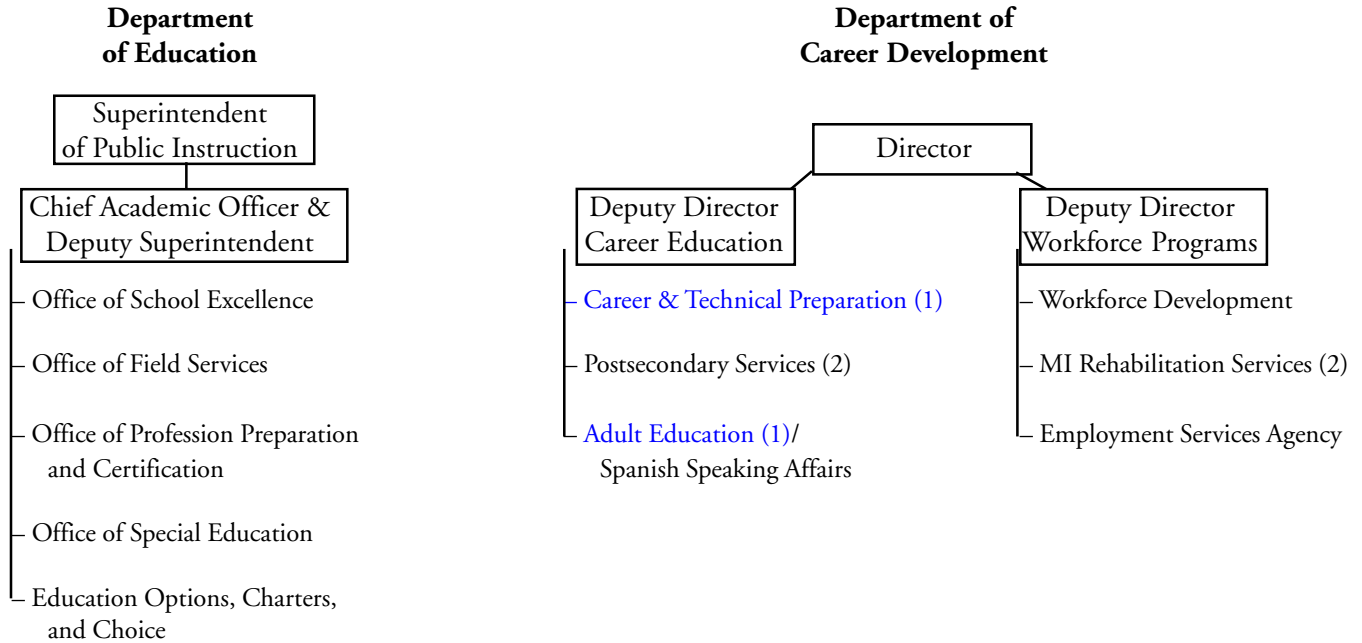 Department
of Education
Superintendent
of Public Instruction
Chief Academic Officer &
Deputy Superintendent
– Office of School Excellence
– Office of Field Services
– Office of Profession Preparation
and Certification
– Office of Special Education
– Education Options, Charters,
and Choice
Department of
Career Development
Director
Deputy Director
Career Education
– Career & Technical Preparation (1)
– Postsecondary Services (2)
– Adult Education (1)/
Spanish Speaking Affairs
Deputy Director
Workforce Programs
– Workforce Development
– MI Rehabilitation Services (2)
– Employment Services Agency